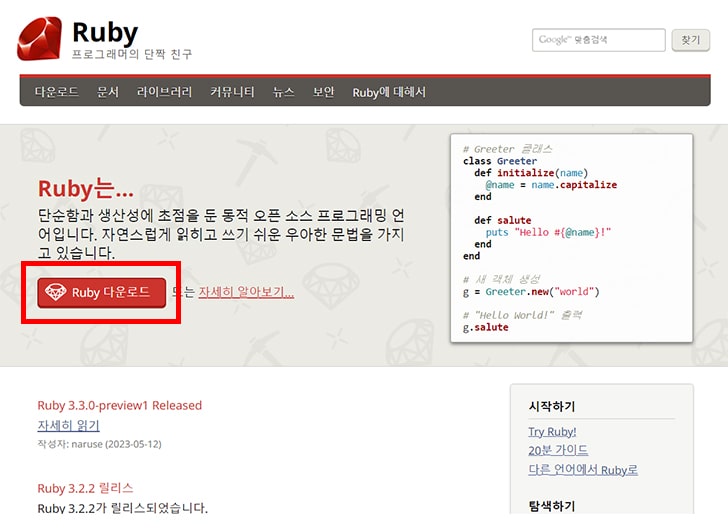 Ruby
프로그래머의 단짝 친구
Google™ 맞춤검색
찾기
다운로드 문서 라이브러리 커뮤니티 뉴스 보안 Ruby에 대해서
Ruby는...
단순함과 생산성에 초점을 둔 동적 오픈 소스 프로그래밍 언
어입니다. 자연스럽게 읽히고 쓰기 쉬운 우아한 문법을 가지
고 있습니다.
Ruby 다운로드
또는 자세히 알아보기...
# Greeter 클래스
class Greeter
def initialize(name)
@name = name.capitalize
end
def salute
puts "Hello #{@name}!"
end
end
# 새 객체 생성
g = Greeter.new("world")
# "Hello World!" 출력
g.salute
Ruby 3.3.0-preview1 Released
자세히 읽기
작성자: naruse (2023-05-12)
Ruby 3.2.2 릴리스
Ruby 3.2.2가 릴리스되었습니다.
시작하기
Try Ruby!
20분 가이드
다른 언어에서 Ruby로
탐색하기